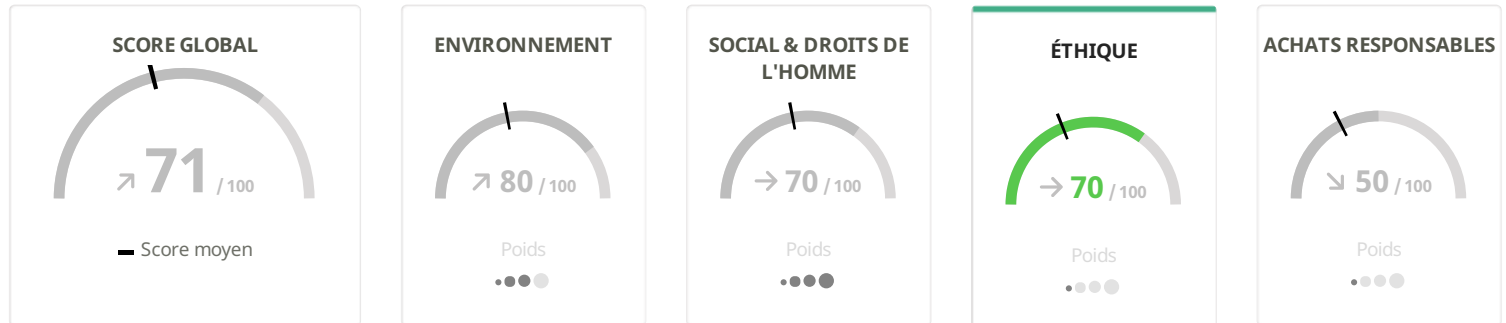 SCORE GLOBAL
71 / 100
Score moyen
ENVIRONNEMENT
80 / 100
Poids
SOCIAL & DROITS DE
L'HOMME
70 / 100
Poids
ÉTHIQUE
70 / 100
Poids
ACHATS RESPONSABLES
50 / 100
Poids